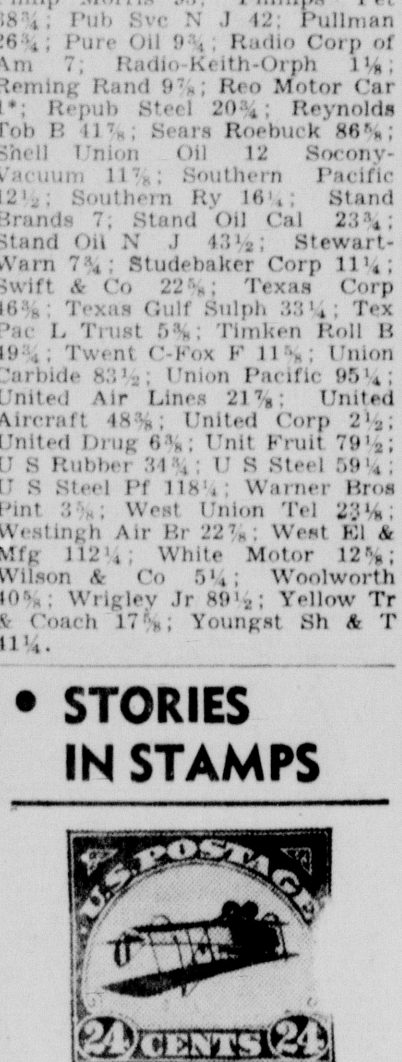 38¾; Pub Svc N J 42; Pullman
26¾; Pure Oil 9¾; Radio Corp of
Am 7; Radio-Keith-Orph 1⅛;
Reming Rand 9⅞; Reo Motor Car
1*; Repub Steel 20¾; Reynolds
Tob B 41⅞; Sears Roebuck 86⅝;
Shell Union Oil 12 Socony-
Vacuum 11⅞; Southern Pacific
12½; Southern Ry 16¼; Stand
Brands 7; Stand Oil Cal 23¾;
Stand Oil N J 43½; Stewart-
Warn 7¾; Studebaker Corp 11¼;
Swift & Co 22⅝; Texas Corp
46⅜; Texas Gulf Sulph 33¼; Tex
Pac L Trust 5⅜; Timken Roll B
49¾; Twent C-Fox F 11⅝; Union
Carbide 83½; Union Pacific 95¼;
United Air Lines 21⅞; United
Aircraft 48⅜; United Corp 2½;
United Drug 6⅜; Unit Fruit 79½;
U S Rubber 34¾; U S Steel 59¼;
U S Steel Pf 118¼; Warner Bros
Pint 3⅝; West Union Tel 23⅛;
Westingh Air Br 22⅞; West El &
Mfg 112¼; White Motor 12⅝;
Wilson & Co 5¼; Woolworth
40⅝; Wrigley Jr 89½; Yellow Tr
& Coach 17⅝; Youngst Sh & T
41¼.
• STORIES
IN STAMPS
U.S. POSTAGE
24 CENTS 24